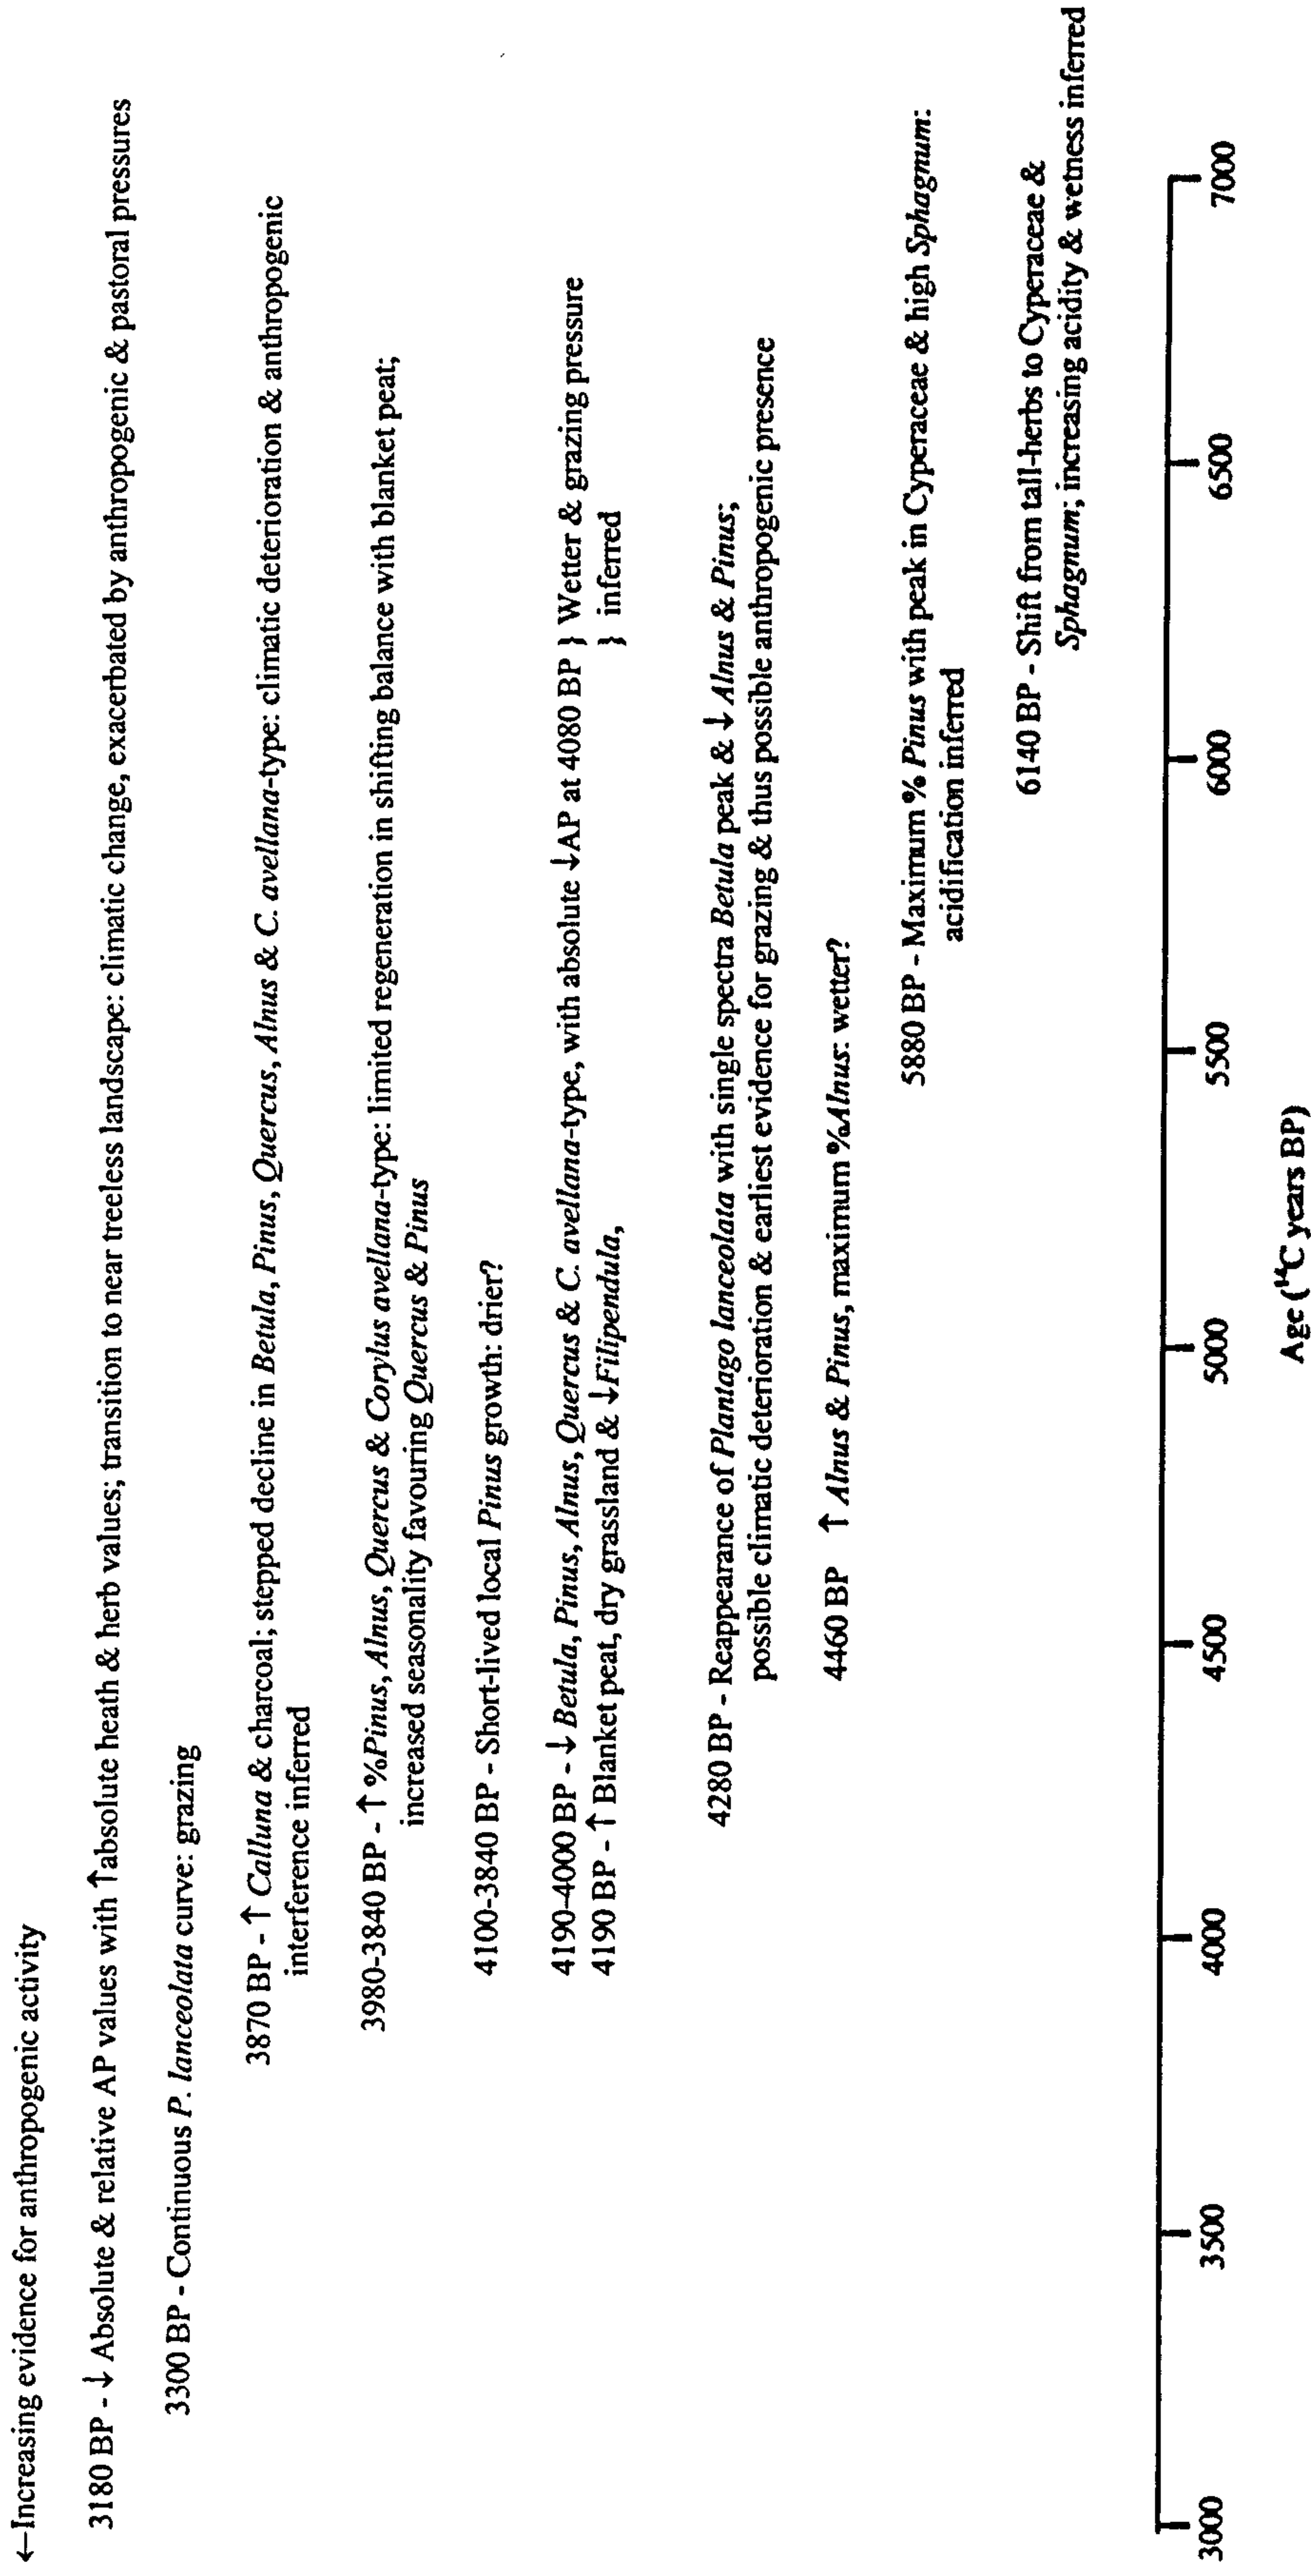 ←Increasing evidence for anthropogenic activity
3180 BP - ↓ Absolute & relative AP values with ↑absolute heath & herb values; transition to near treeless landscape: climatic change, exacerbated by anthropogenic & pastoral pressures
3300 BP - Continuous P. lanceolata curve: grazing
3870 BP - ↑ Calluna & charcoal; stepped decline in Betula, Pinus, Quercus, Alnus & C. avellana-type: climatic deterioration & anthropogenic
interference inferred
3980-3840 BP - ↑ %Pinus, Alnus, Quercus & Corylus avellana-type: limited regeneration in shifting balance with blanket peat;
increased seasonality favouring Quercus & Pinus
4100-3840 BP - Short-lived local Pinus growth: drier?
4190-4000 BP - ↓ Betula, Pinus, Alnus, Quercus & C. avellana-type, with absolute ↓AP at 4080 BP } Wetter & grazing pressure
4190 BP - ↑ Blanket peat, dry grassland & ↓Filipendula, } inferred
4280 BP - Reappearance of Plantago lanceolata with single spectra Betula peak & ↓ Alnus & Pinus;
possible climatic deterioration & earliest evidence for grazing & thus possible anthropogenic presence
4460 BP ↑ Alnus & Pinus, maximum %Alnus: wetter?
5880 BP - Maximum % Pinus with peak in Cyperaceae & high Sphagnum:
acidification inferred
6140 BP - Shift from tall-herbs to Cyperaceae &
Sphagnum; increasing acidity & wetness inferred
3000 3500 4000 4500 5000 5500 6000 6500 7000
Age (¹⁴C years BP)